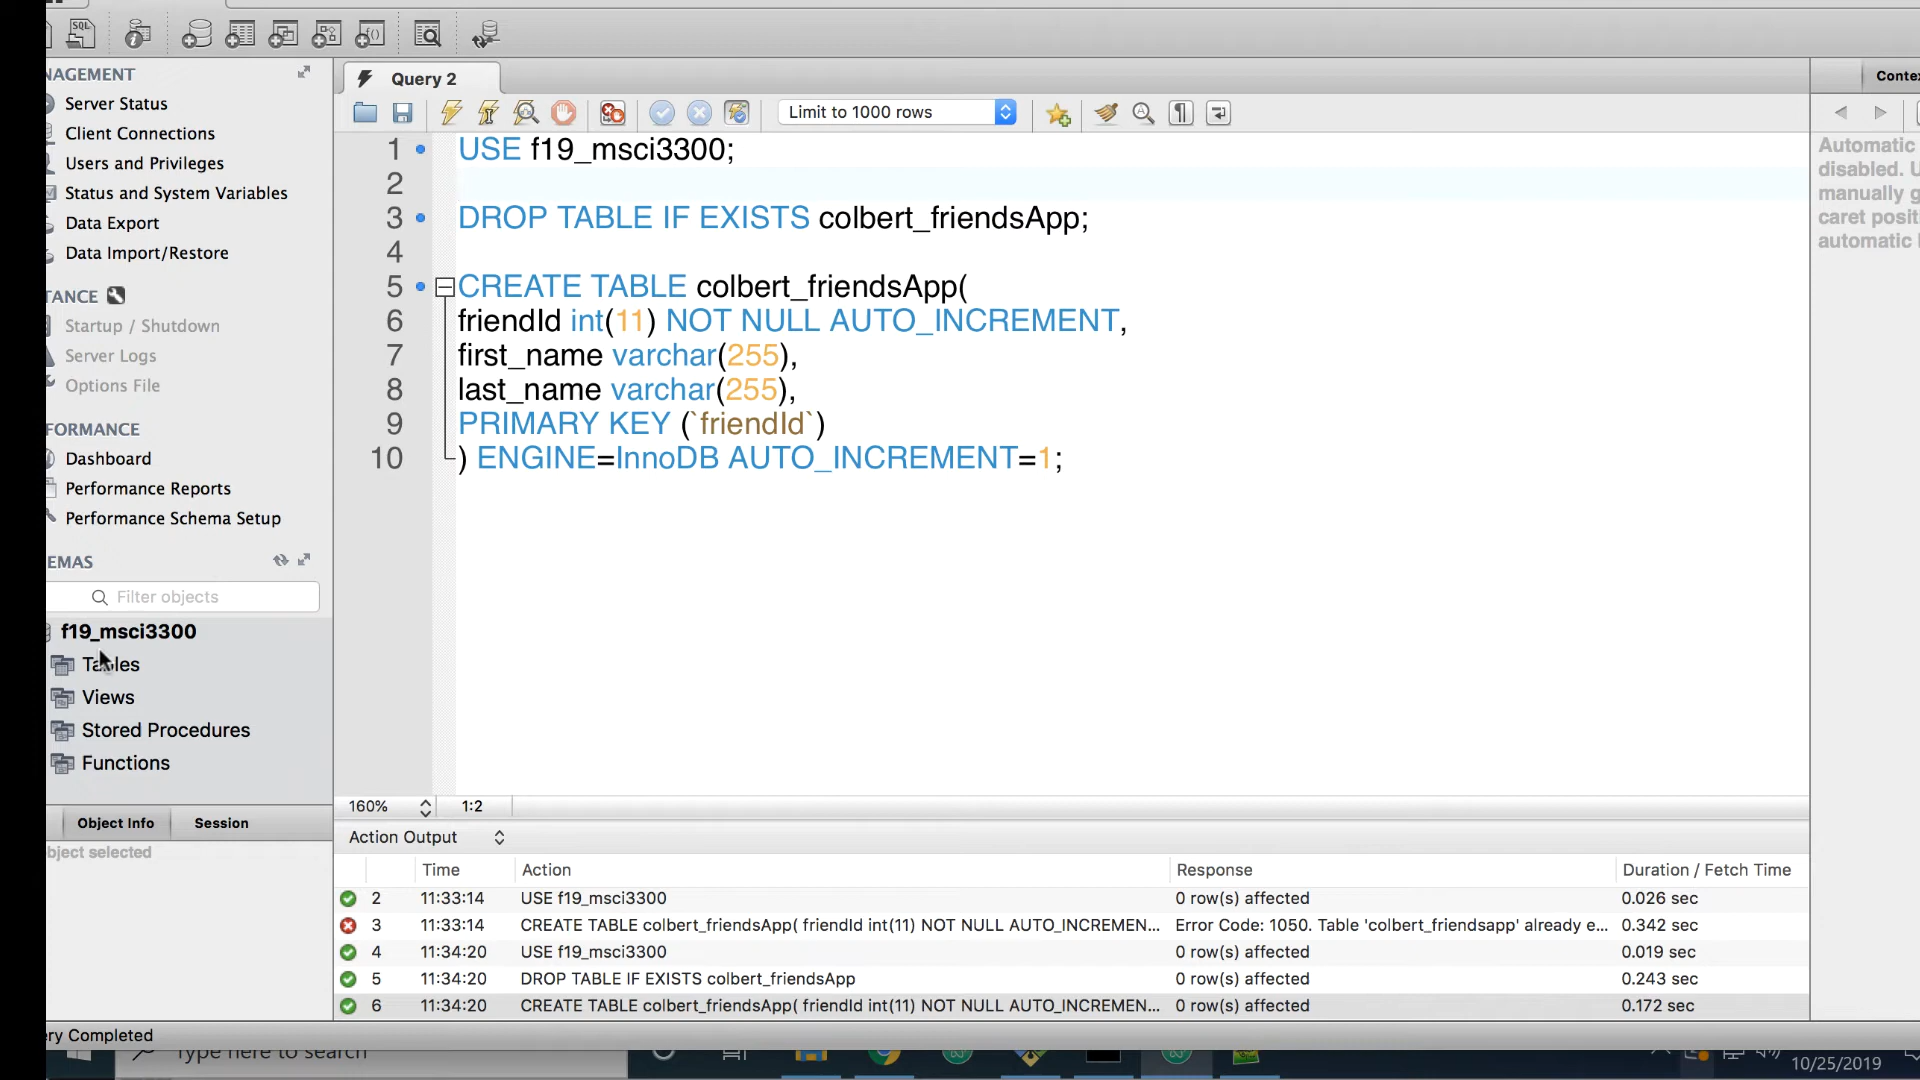 SQL
Query 2
NAGEMENT
Server Status
Client Connections
Users and Privileges
Status and System Variables
Data Export
Data Import/Restore
TANCE
Startup / Shutdown
Server Logs
Options File
FORMANCE
Dashboard
Performance Reports
Performance Schema Setup
EMAS
Filter objects
f19_msci3300
Tables
Views
Stored Procedures
Functions
Object Info Session
bject selected
Limit to 1000 rows
1 USE f19_msci3300;
2
3 DROP TABLE IF EXISTS colbert_friendsApp;
4
5 CREATE TABLE colbert_friendsApp(
6 friendId int(11) NOT NULL AUTO_INCREMENT,
7 first_name varchar(255),
8 last_name varchar(255),
9 PRIMARY KEY (`friendId`)
10 ) ENGINE=InnoDB AUTO_INCREMENT=1;
160% 1:2
Contex
Automatic
disabled. U
manually g
caret posit
automatic
Action Output
Time Action Response Duration / Fetch Time
2 11:33:14 USE f19_msci3300 0 row(s) affected 0.026 sec
3 11:33:14 CREATE TABLE colbert_friendsApp( friendId int(11) NOT NULL AUTO_INCREMEN... Error Code: 1050. Table 'colbert_friendsapp' already e... 0.342 sec
4 11:34:20 USE f19_msci3300 0 row(s) affected 0.019 sec
5 11:34:20 DROP TABLE IF EXISTS colbert_friendsApp 0 row(s) affected 0.243 sec
6 11:34:20 CREATE TABLE colbert_friendsApp( friendId int(11) NOT NULL AUTO_INCREMEN... 0 row(s) affected 0.172 sec
ry Completed
Type here to search
10/25/2019